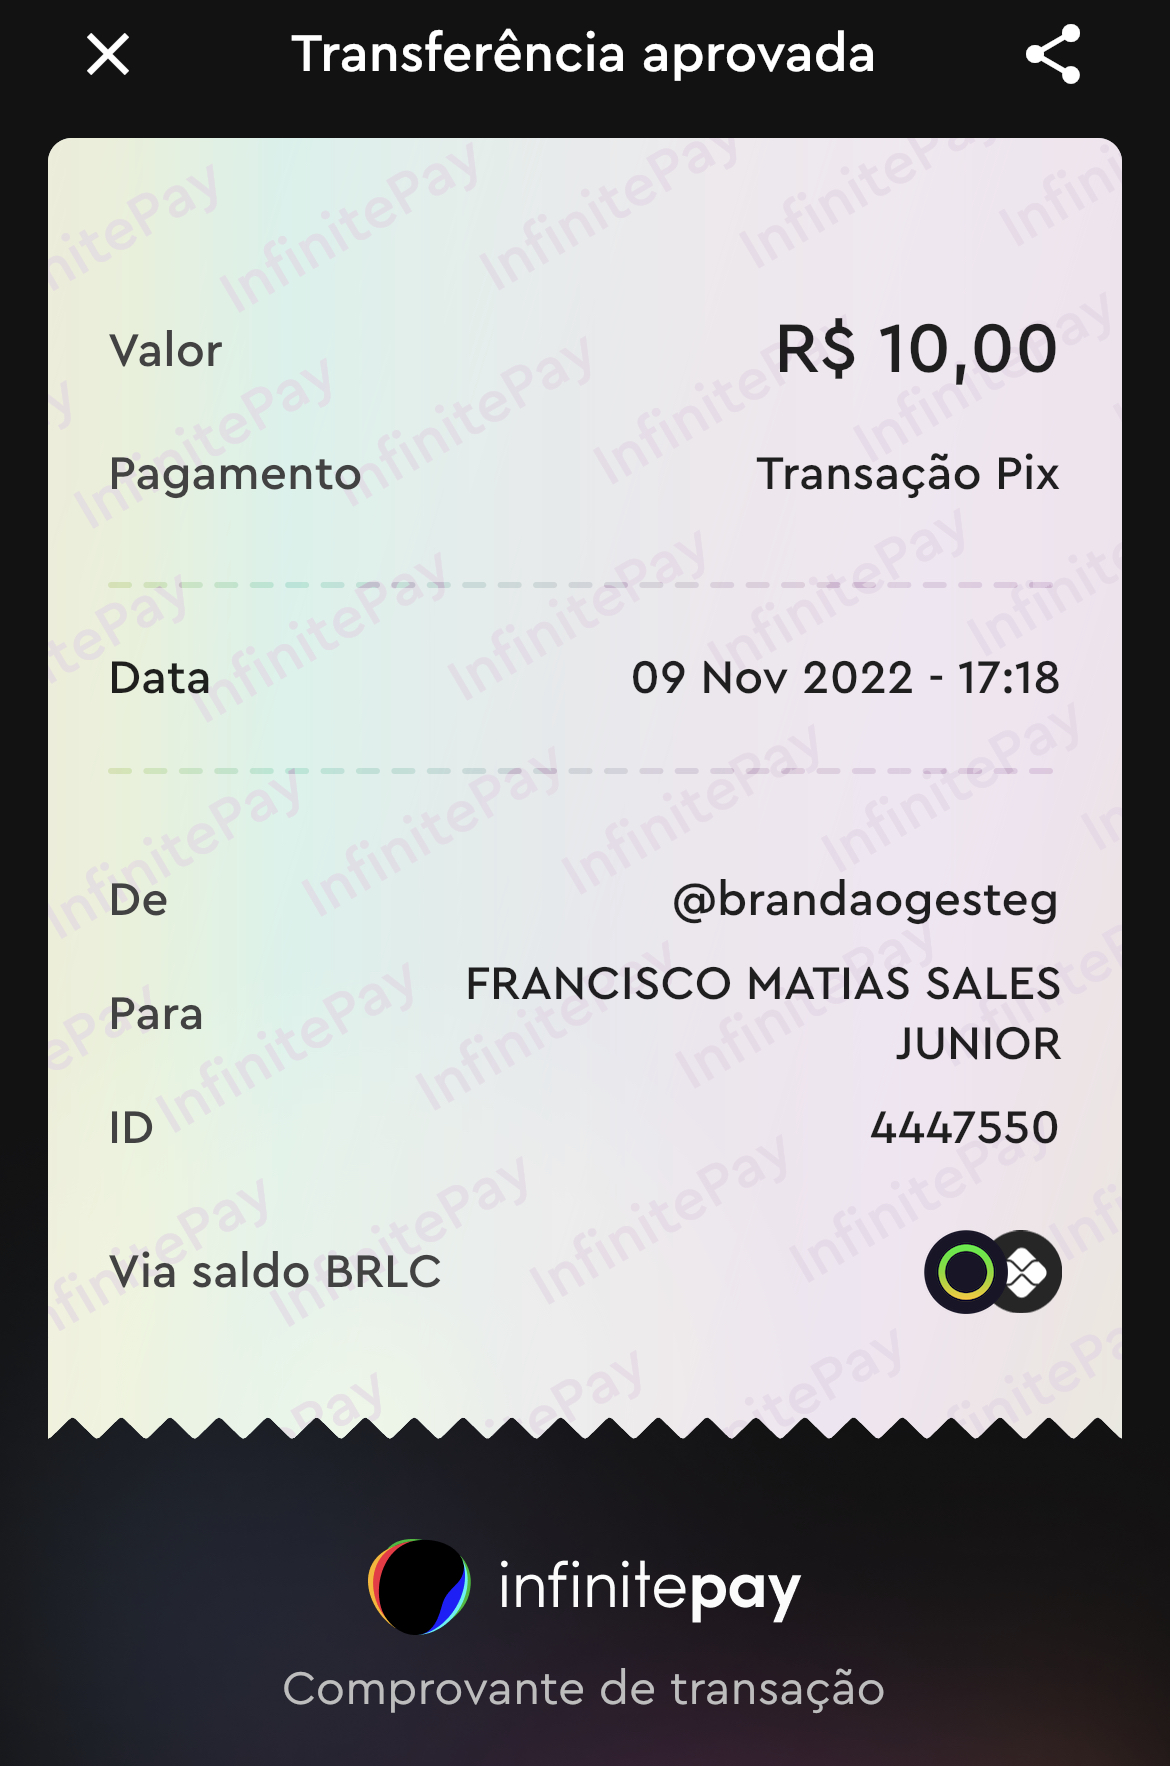 Transferência aprovada
Valor R$ 10,00
Pagamento Transação Pix
Data 09 Nov 2022 - 17:18
De @brandaogesteg
Para FRANCISCO MATIAS SALES
JUNIOR
ID 4447550
Via saldo BRLC
infinitepay
Comprovante de transação
InfinitePay